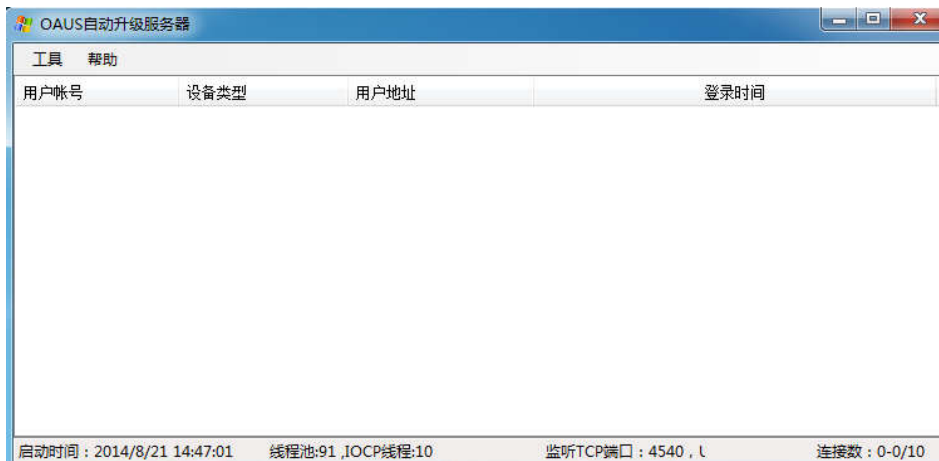 OAUS自动升级服务器
工具 帮助
用户帐号 设备类型 用户地址 登录时间
启动时间：2014/8/21 14:47:01 线程池:91 ,IOCP线程:10 监听TCP端口：4540， 连接数：0-0/10